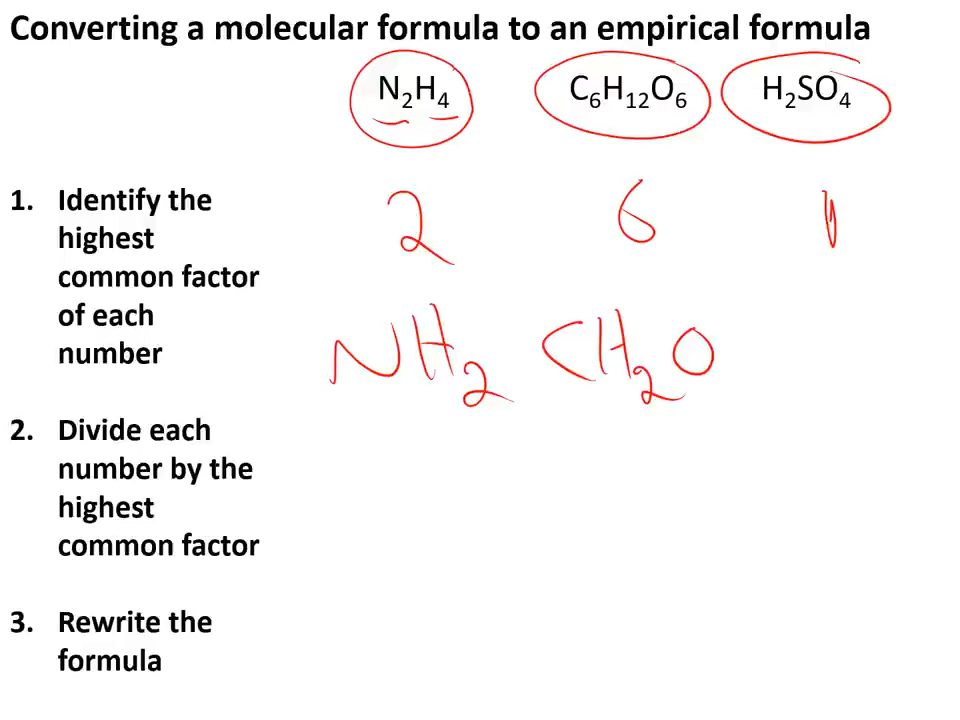 Converting a molecular formula to an empirical formula
N₂H₄ C₆H₁₂O₆ H₂SO₄
1. Identify the
highest
common factor
of each
number
2 6 1
NH₂ CH₂O
2. Divide each
number by the
highest
common factor
3. Rewrite the
formula